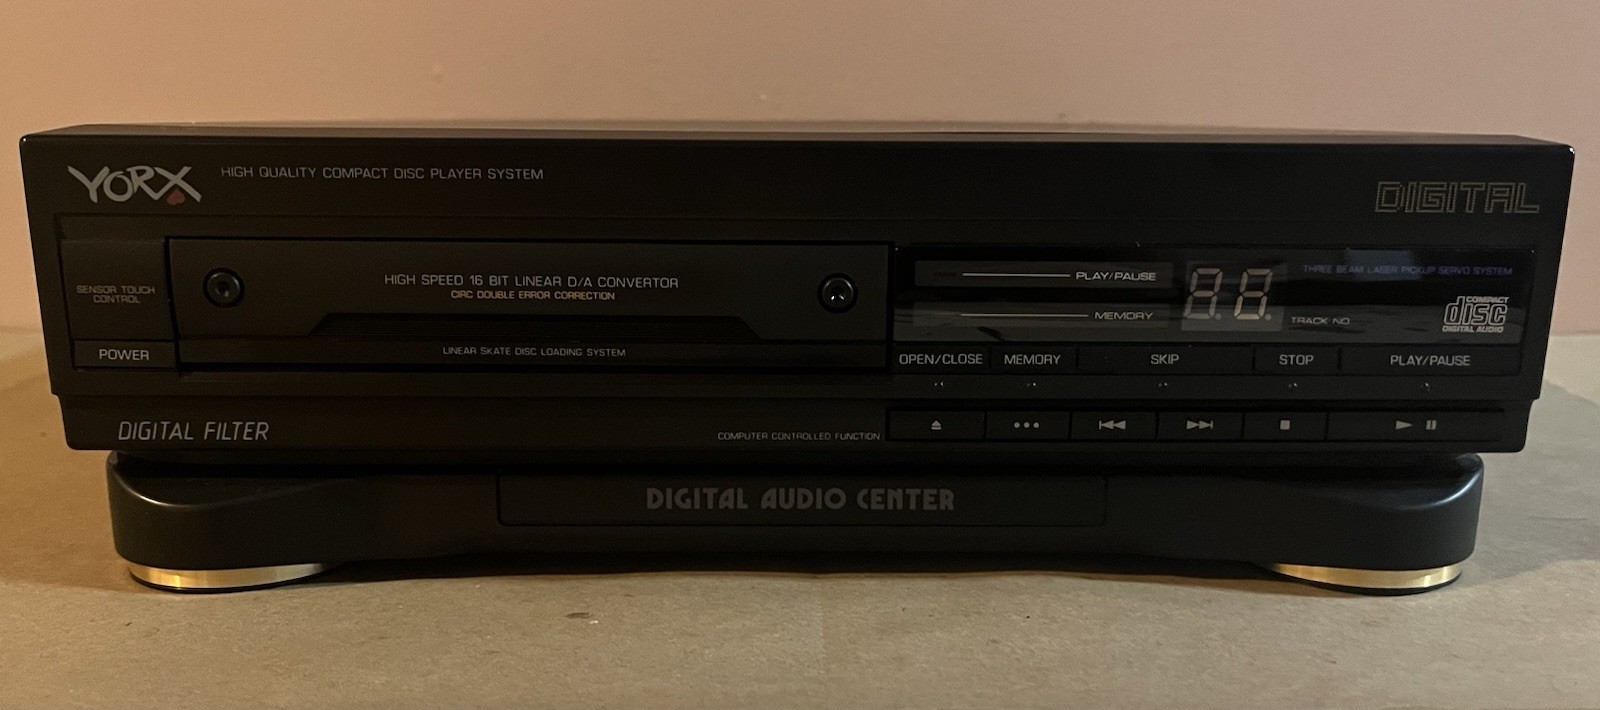 YORX
HIGH QUALITY COMPACT DISC PLAYER SYSTEM
DIGITAL
SENSOR TOUCH
CONTROL
POWER
HIGH SPEED 16 BIT LINEAR D/A CONVERTOR
CIRC DOUBLE ERROR CORRECTION
LINEAR SKATE DISC LOADING SYSTEM
PLAY/PAUSE
MEMORY
8.8.
TRACK NO
THREE BEAM LASER PICKUP SERVO SYSTEM
COMPACT
disc
DIGITAL AUDIO
OPEN/CLOSE MEMORY SKIP STOP PLAY/PAUSE
DIGITAL FILTER
COMPUTER CONTROLLED FUNCTION
DIGITAL AUDIO CENTER